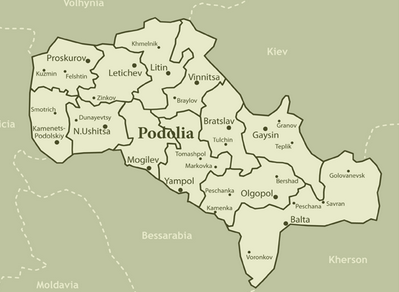 Volhynia
Kiev
Khmelnik
Proskurov
Kuzmin
Felshtin
Letichev
Litin
Vinnitsa
Zinkov
Braylov
Smotrich
Dunayevtsy
Kamenets-
Podolskiy
N.Ushitsa
Podolia
Bratslav
Tulchin
Gaysin
Granov
Teplik
Tomashpol
Markovka
Mogilev
Yampol
Peschanka
Kamenka
Olgopol
Bershad
Golovanevsk
Peschana
Savran
Balta
Voronkov
Bessarabia
Kherson
Moldavia
icia